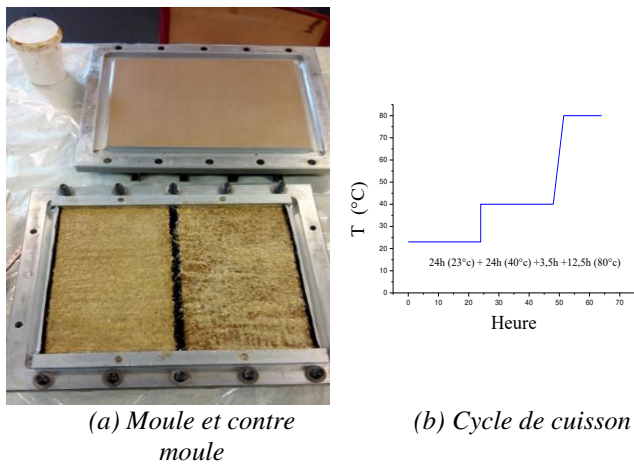 80
70
60
50
40
30
20
10
0
T (°C)
24h (23°c) + 24h (40°c) +3,5h +12,5h (80°c)
0 10 20 30 40 50 60 70
Heure
(a) Moule et contre
moule
(b) Cycle de cuisson